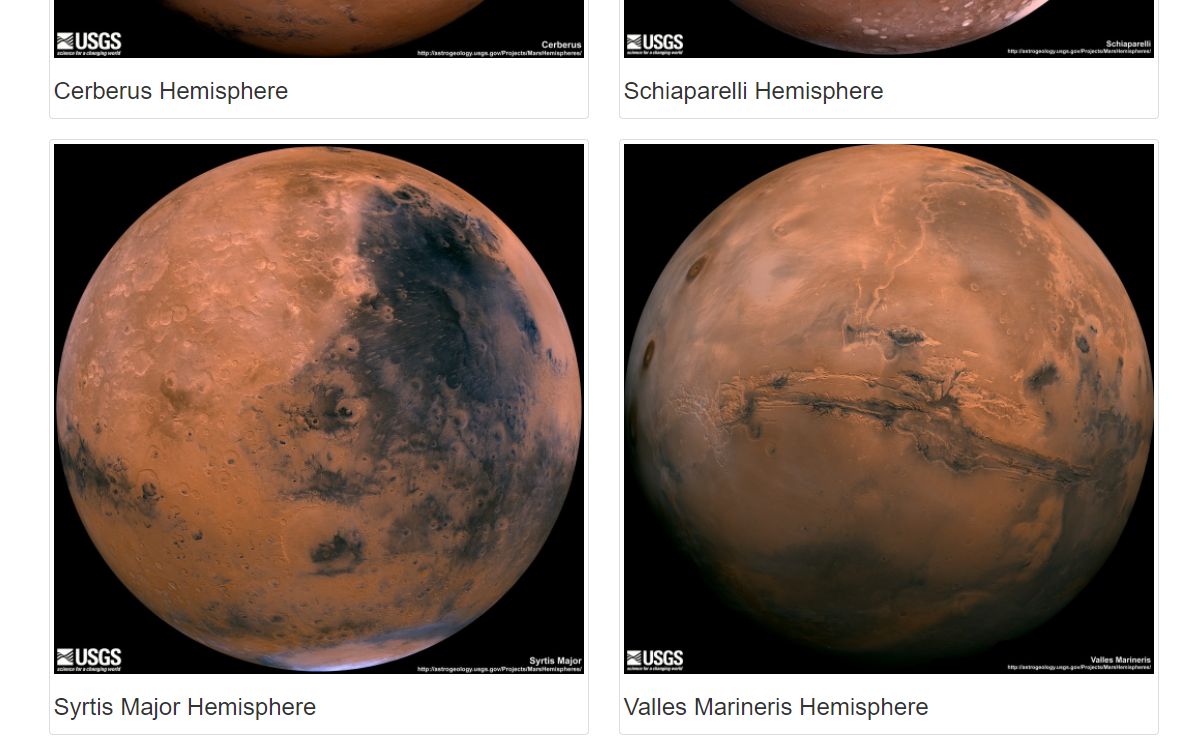 USGS
science for a changing world
Cerberus
http://astrogeology.usgs.gov/Projects/MarsHemispheres/
USGS
science for a changing world
Schiaparelli
http://astrogeology.usgs.gov/Projects/MarsHemispheres/
Cerberus Hemisphere
Schiaparelli Hemisphere
USGS
science for a changing world
Syrtis Major
http://astrogeology.usgs.gov/Projects/MarsHemispheres/
USGS
science for a changing world
Valles Marineris
http://astrogeology.usgs.gov/Projects/MarsHemispheres/
Syrtis Major Hemisphere
Valles Marineris Hemisphere